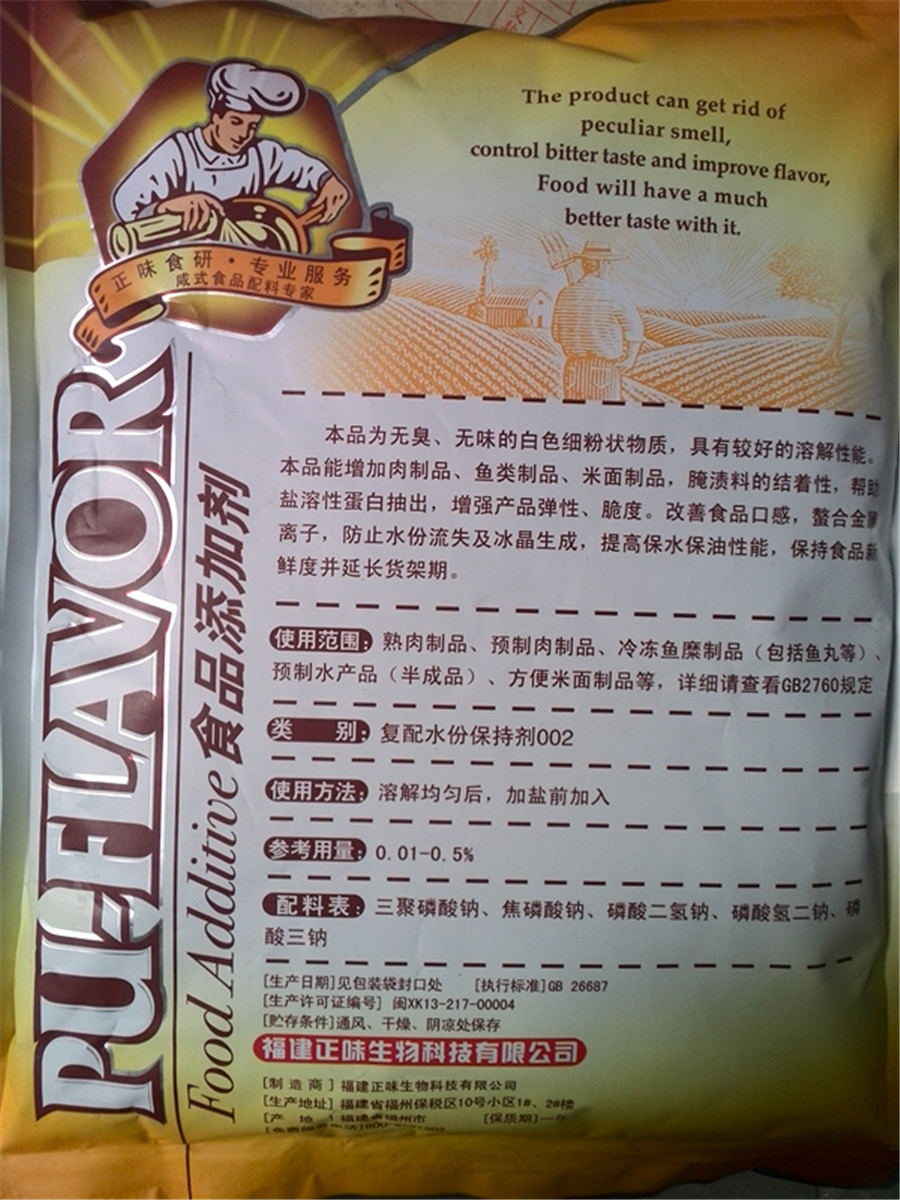 The product can get rid of
peculiar smell,
control bitter taste and improve flavor,
Food will have a much
better taste with it.
正味食研·专业服务
咸式食品配料专家
PU-FLAVOR
Food Additive 食品添加剂
本品为无臭、无味的白色细粉状物质，具有较好的溶解性能。
本品能增加肉制品、鱼类制品、米面制品，腌渍料的结着性，帮助
盐溶性蛋白抽出，增强产品弹性、脆度。改善食品口感，螯合金属
离子，防止水份流失及冰晶生成，提高保水保油性能，保持食品新
鲜度并延长货架期。
使用范围：熟肉制品、预制肉制品、冷冻鱼糜制品（包括鱼丸等）、
预制水产品（半成品）、方便米面制品等，详细请查看GB2760规定
类 别：复配水份保持剂002
使用方法：溶解均匀后，加盐前加入
参考用量：0.01-0.5%
配料表：三聚磷酸钠、焦磷酸钠、磷酸二氢钠、磷酸氢二钠、磷
酸三钠
[生产日期]见包装袋封口处 [执行标准]GB 26687
[生产许可证编号] 闽XK13-217-00004
[贮存条件]通风、干燥、阴凉处保存
福建正味生物科技有限公司
[制造商] 福建正味生物科技有限公司
[生产地址] 福建省福州保税区10号小区1#、2#楼
[产 地] 福建省福州市 [保质期]一年